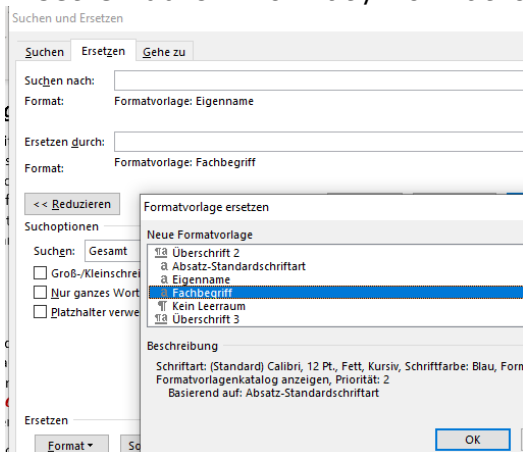 Suchen und Ersetzen
Suchen Ersetzen Gehe zu
Suchen nach:
Format: Formatvorlage: Eigenname
Ersetzen durch:
Format: Formatvorlage: Fachbegriff
<< Reduzieren
Suchoptionen
Suchen: Gesamt
Groß-/Kleinschrei
Nur ganzes Wort
Platzhalter verwe
Ersetzen
Format
Formatvorlage ersetzen
Neue Formatvorlage
¶a Überschrift 2
a Absatz-Standardschriftart
a Eigenname
a Fachbegriff
¶ Kein Leerraum
¶a Überschrift 3
Beschreibung
Schriftart: (Standard) Calibri, 12 Pt., Fett, Kursiv, Schriftfarbe: Blau, Form
Formatvorlagenkatalog anzeigen, Priorität: 2
Basierend auf: Absatz-Standardschriftart
OK